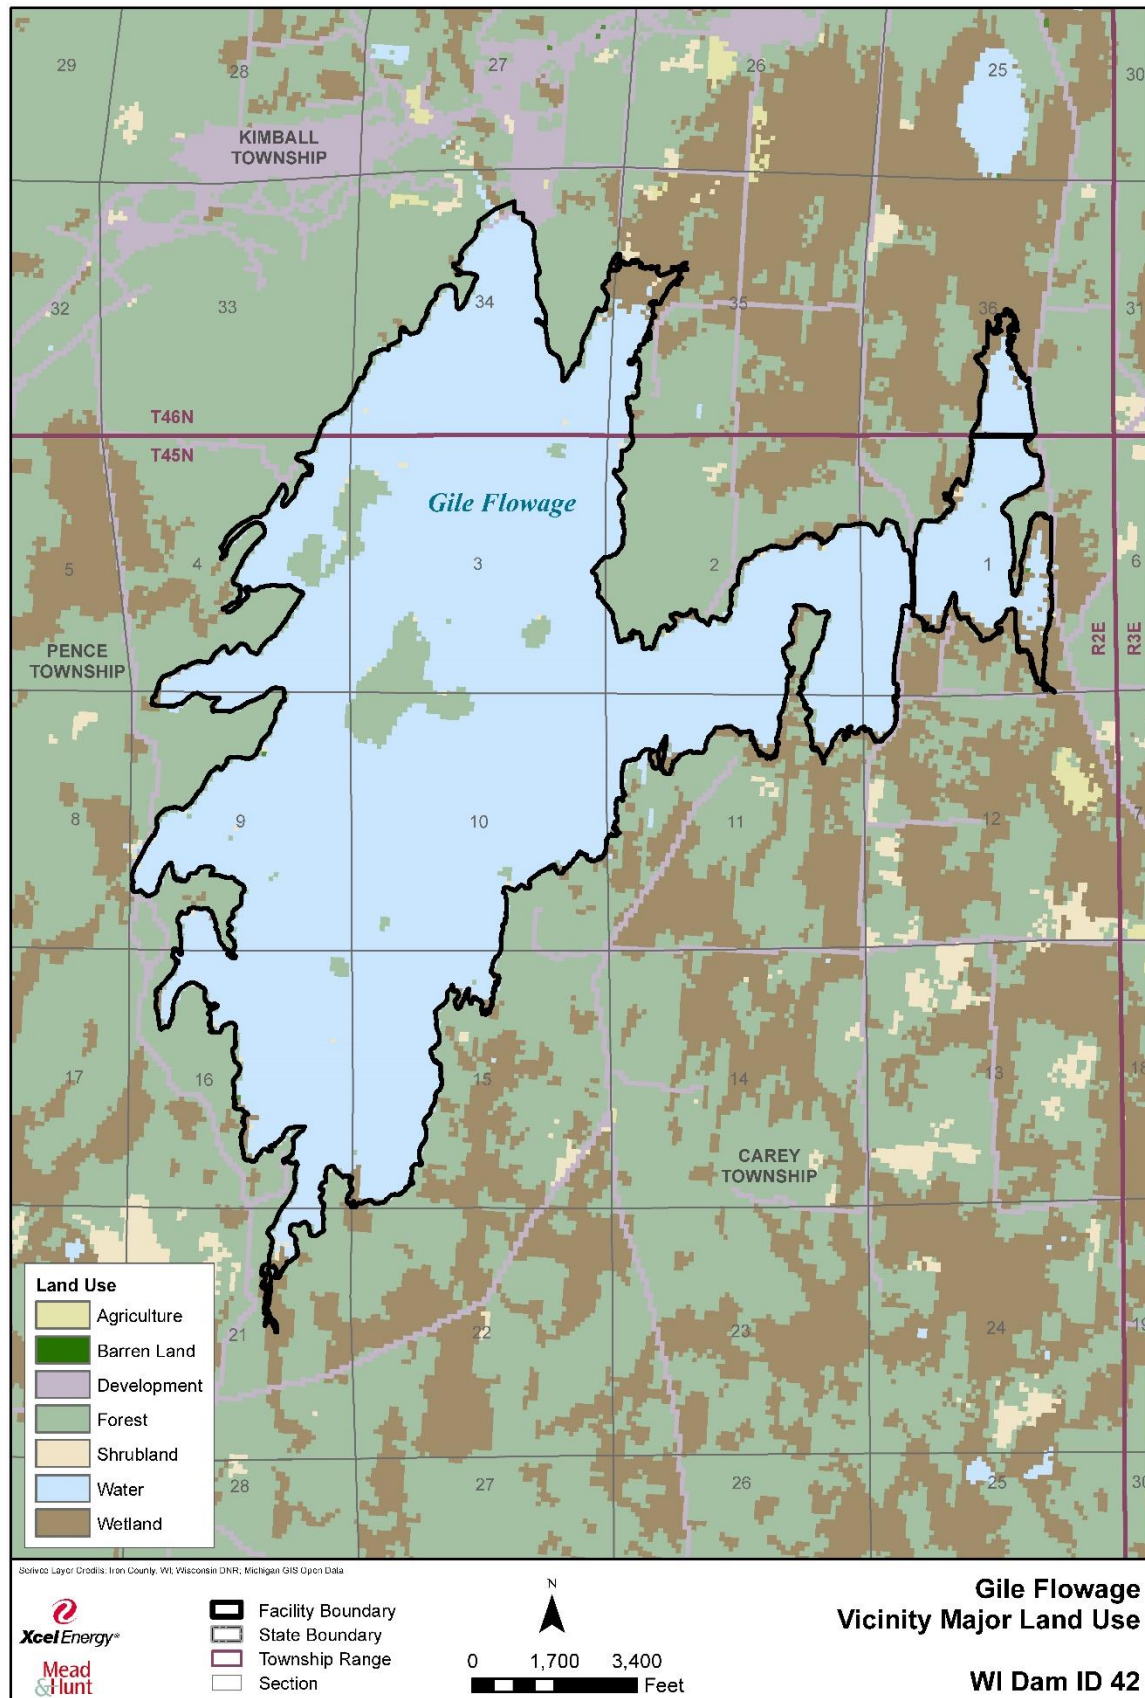 29
28
27
26
25
30
KIMBALL
TOWNSHIP
32
33
34
35
36
31
T46N
T45N
Gile Flowage
5
4
3
2
1
6
R2E
R3E
PENCE
TOWNSHIP
8
9
10
11
12
7
17
16
15
14
13
18
CAREY
TOWNSHIP
21
22
23
24
19
28
27
26
25
30
Land Use
Agriculture
Barren Land
Development
Forest
Shrubland
Water
Wetland
Serivce Layer Credits: Iron County, WI; Wisconsin DNR; Michigan GIS Open Data
Xcel Energy®
Mead
&Hunt
Facility Boundary
State Boundary
Township Range
Section
N
0 1,700 3,400
Feet
Gile Flowage
Vicinity Major Land Use
WI Dam ID 42